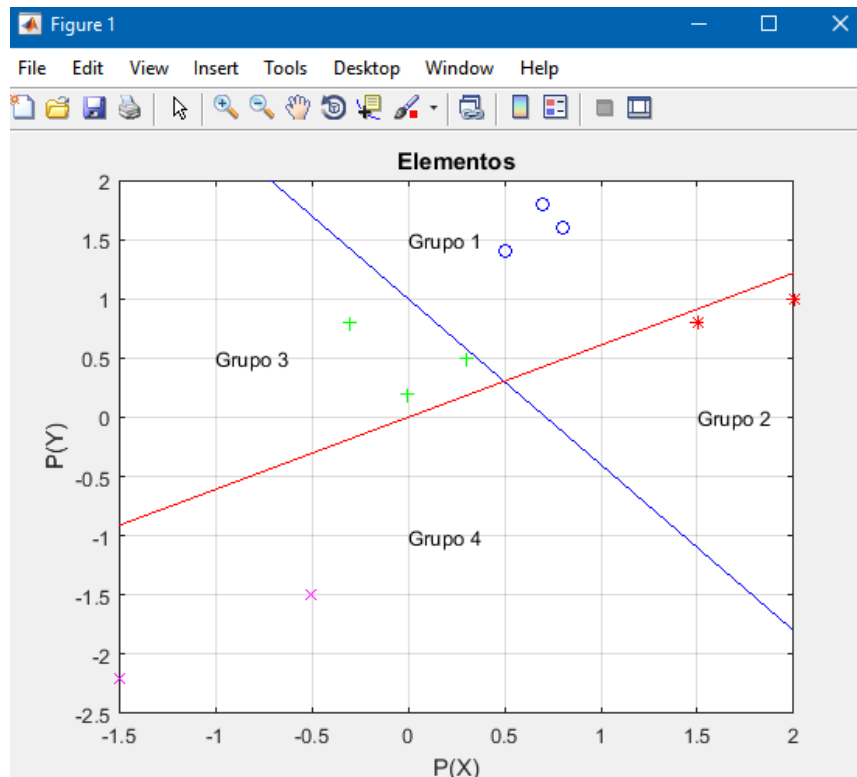 Figure 1
File Edit View Insert Tools Desktop Window Help
Elementos
2
1.5
1
0.5
0
-0.5
-1
-1.5
-2
-2.5
P(Y)
Grupo 1
Grupo 3
Grupo 2
Grupo 4
-1.5 -1 -0.5 0 0.5 1 1.5 2
P(X)